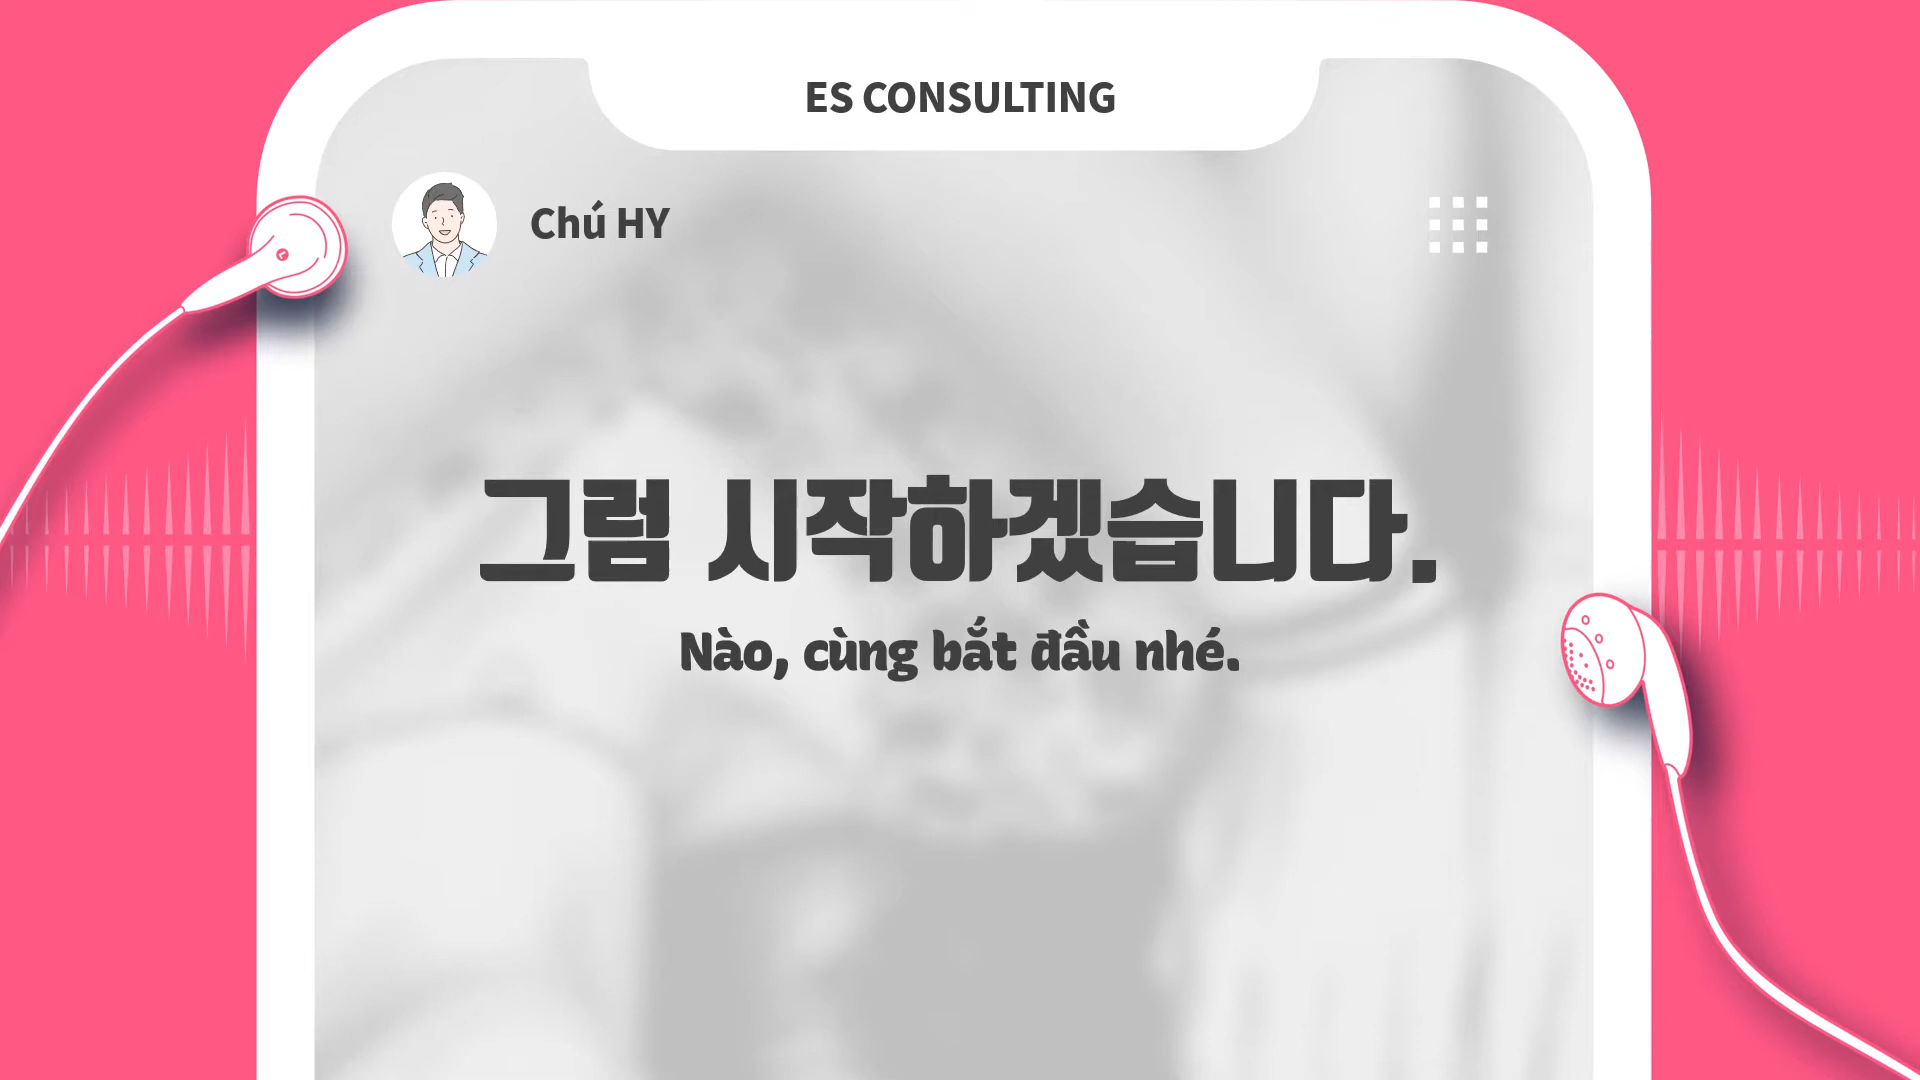 ES CONSULTING
Chú HY
그럼 시작하겠습니다.
Nào, cùng bắt đầu nhé.